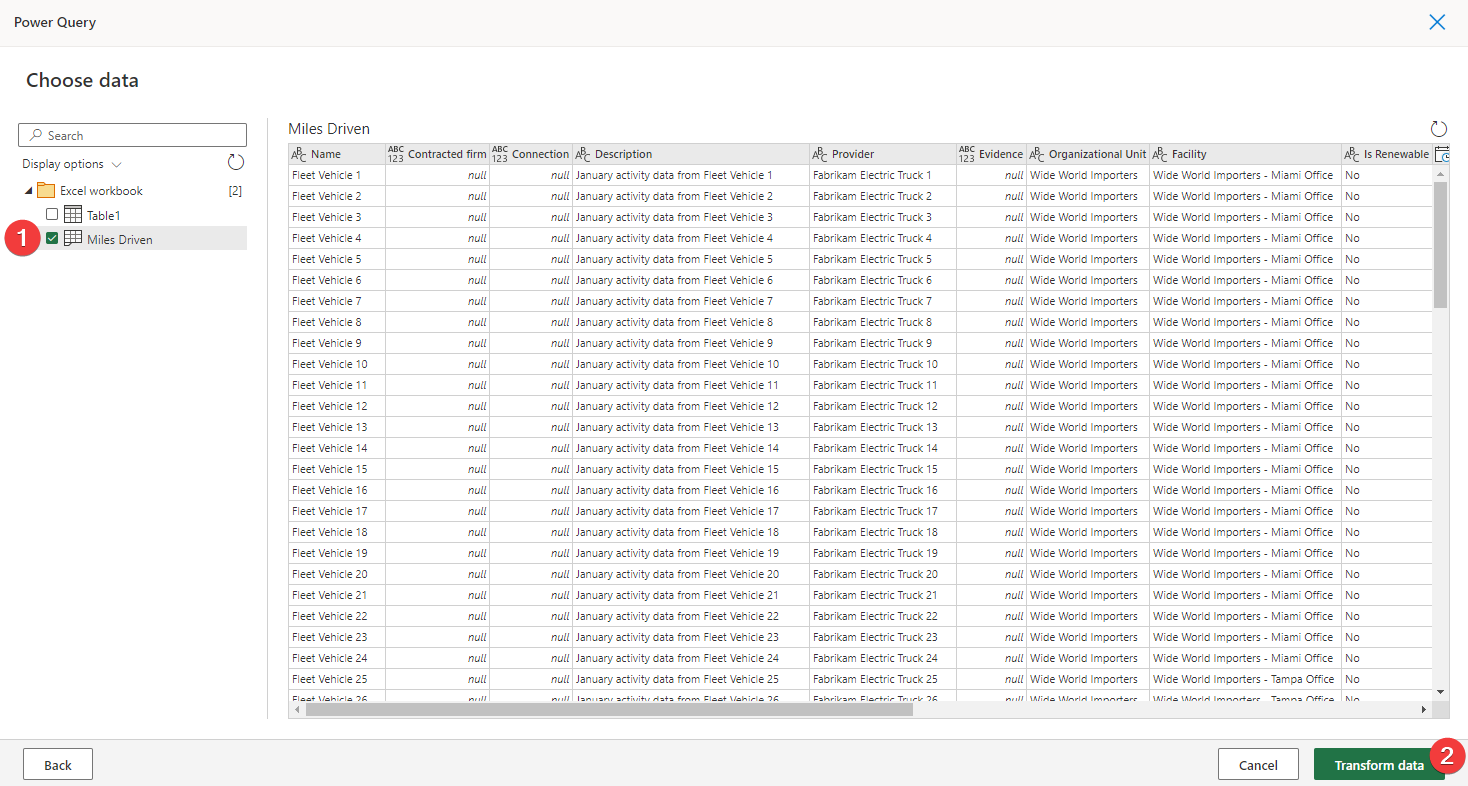 Power Query
Choose data
Search
Display options
Excel workbook [2]
Table1
1 Miles Driven
Miles Driven
ABC Name ABC 123 Contracted firm ABC 123 Connection ABC Description ABC Provider ABC 123 Evidence ABC Organizational Unit ABC Facility ABC Is Renewable
Fleet Vehicle 1 null null January activity data from Fleet Vehicle 1 Fabrikam Electric Truck 1 null Wide World Importers Wide World Importers - Miami Office No
Fleet Vehicle 2 null null January activity data from Fleet Vehicle 2 Fabrikam Electric Truck 2 null Wide World Importers Wide World Importers - Miami Office No
Fleet Vehicle 3 null null January activity data from Fleet Vehicle 3 Fabrikam Electric Truck 3 null Wide World Importers Wide World Importers - Miami Office No
Fleet Vehicle 4 null null January activity data from Fleet Vehicle 4 Fabrikam Electric Truck 4 null Wide World Importers Wide World Importers - Miami Office No
Fleet Vehicle 5 null null January activity data from Fleet Vehicle 5 Fabrikam Electric Truck 5 null Wide World Importers Wide World Importers - Miami Office No
Fleet Vehicle 6 null null January activity data from Fleet Vehicle 6 Fabrikam Electric Truck 6 null Wide World Importers Wide World Importers - Miami Office No
Fleet Vehicle 7 null null January activity data from Fleet Vehicle 7 Fabrikam Electric Truck 7 null Wide World Importers Wide World Importers - Miami Office No
Fleet Vehicle 8 null null January activity data from Fleet Vehicle 8 Fabrikam Electric Truck 8 null Wide World Importers Wide World Importers - Miami Office No
Fleet Vehicle 9 null null January activity data from Fleet Vehicle 9 Fabrikam Electric Truck 9 null Wide World Importers Wide World Importers - Miami Office No
Fleet Vehicle 10 null null January activity data from Fleet Vehicle 10 Fabrikam Electric Truck 10 null Wide World Importers Wide World Importers - Miami Office No
Fleet Vehicle 11 null null January activity data from Fleet Vehicle 11 Fabrikam Electric Truck 11 null Wide World Importers Wide World Importers - Miami Office No
Fleet Vehicle 12 null null January activity data from Fleet Vehicle 12 Fabrikam Electric Truck 12 null Wide World Importers Wide World Importers - Miami Office No
Fleet Vehicle 13 null null January activity data from Fleet Vehicle 13 Fabrikam Electric Truck 13 null Wide World Importers Wide World Importers - Miami Office No
Fleet Vehicle 14 null null January activity data from Fleet Vehicle 14 Fabrikam Electric Truck 14 null Wide World Importers Wide World Importers - Miami Office No
Fleet Vehicle 15 null null January activity data from Fleet Vehicle 15 Fabrikam Electric Truck 15 null Wide World Importers Wide World Importers - Miami Office No
Fleet Vehicle 16 null null January activity data from Fleet Vehicle 16 Fabrikam Electric Truck 16 null Wide World Importers Wide World Importers - Miami Office No
Fleet Vehicle 17 null null January activity data from Fleet Vehicle 17 Fabrikam Electric Truck 17 null Wide World Importers Wide World Importers - Miami Office No
Fleet Vehicle 18 null null January activity data from Fleet Vehicle 18 Fabrikam Electric Truck 18 null Wide World Importers Wide World Importers - Miami Office No
Fleet Vehicle 19 null null January activity data from Fleet Vehicle 19 Fabrikam Electric Truck 19 null Wide World Importers Wide World Importers - Miami Office No
Fleet Vehicle 20 null null January activity data from Fleet Vehicle 20 Fabrikam Electric Truck 20 null Wide World Importers Wide World Importers - Miami Office No
Fleet Vehicle 21 null null January activity data from Fleet Vehicle 21 Fabrikam Electric Truck 21 null Wide World Importers Wide World Importers - Miami Office No
Fleet Vehicle 22 null null January activity data from Fleet Vehicle 22 Fabrikam Electric Truck 22 null Wide World Importers Wide World Importers - Miami Office No
Fleet Vehicle 23 null null January activity data from Fleet Vehicle 23 Fabrikam Electric Truck 23 null Wide World Importers Wide World Importers - Miami Office No
Fleet Vehicle 24 null null January activity data from Fleet Vehicle 24 Fabrikam Electric Truck 24 null Wide World Importers Wide World Importers - Miami Office No
Fleet Vehicle 25 null null January activity data from Fleet Vehicle 25 Fabrikam Electric Truck 25 null Wide World Importers Wide World Importers - Tampa Office No
Fleet Vehicle 26 null null January activity data from Fleet Vehicle 26 Fabrikam Electric Truck 26 null Wide World Importers Wide World Importers - Tampa Office No
Back Cancel Transform data 2